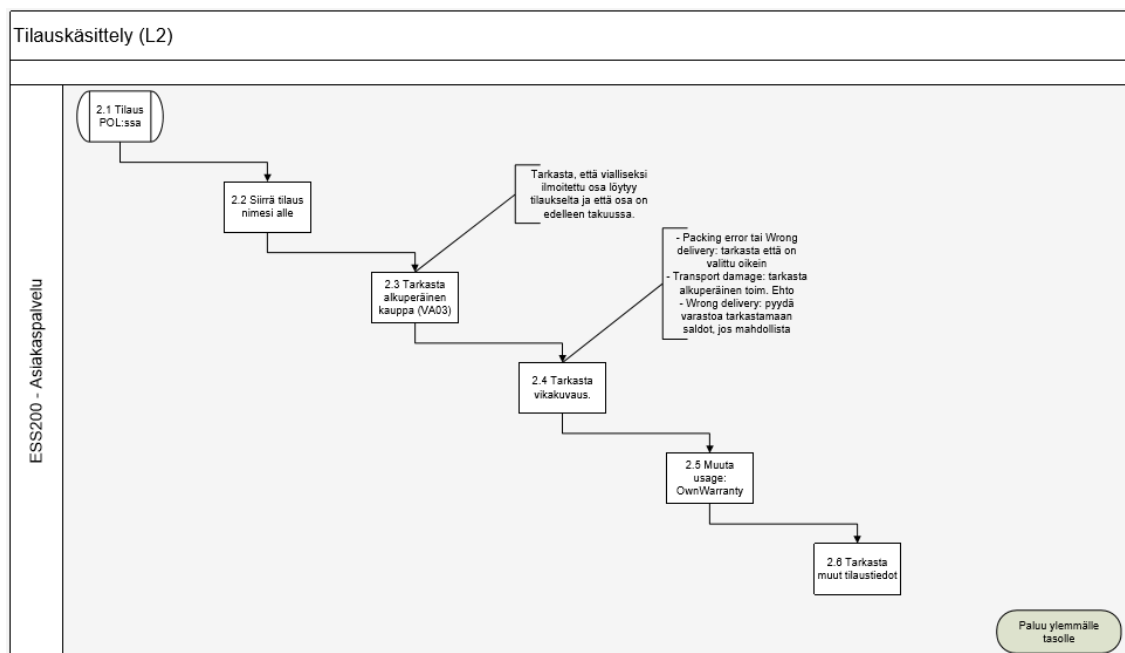 Tilauskäsittely (L2)
ESS200 - Asiakaspalvelu
2.1 Tilaus
POL:ssa
2.2 Siirrä tilaus
nimesi alle
Tarkasta, että vialliseksi
ilmoitettu osa löytyy
tilaukselta ja että osa on
edelleen takuussa.
2.3 Tarkasta
alkuperäinen
kauppa (VA03)
- Packing error tai Wrong
delivery: tarkasta että on
valittu oikein
- Transport damage: tarkasta
alkuperäinen toim. Ehto
- Wrong delivery: pyydä
varastoa tarkastamaan
saldot, jos mahdollista
2.4 Tarkasta
vikakuvaus.
2.5 Muuta
usage:
OwnWarranty
2.6 Tarkasta
muut tilaustiedot
Paluu ylemmälle
tasolle